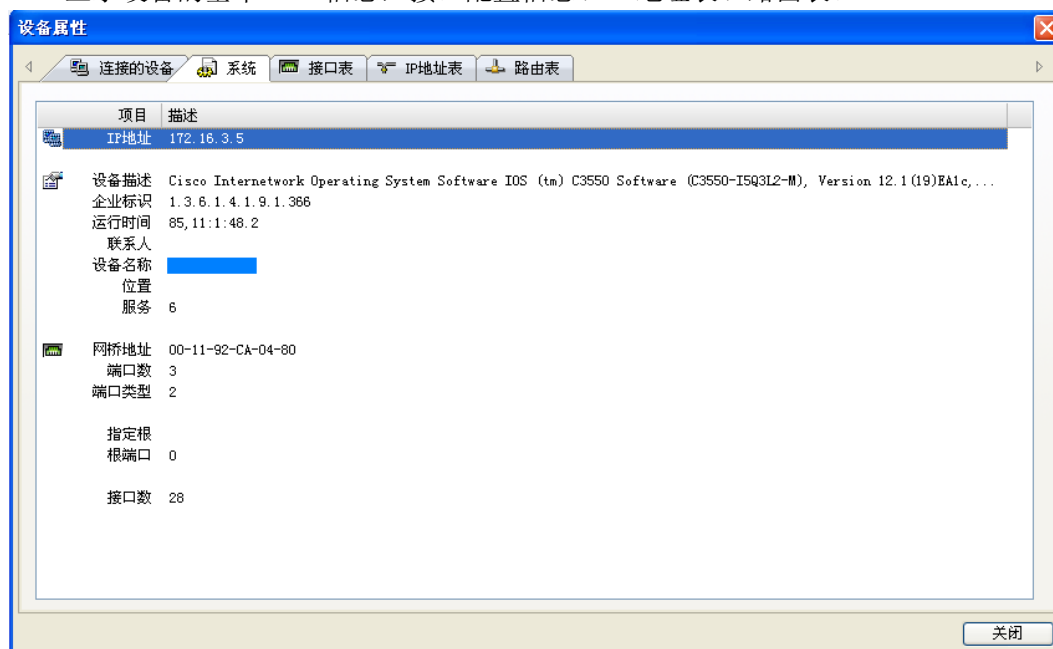 设备属性
连接的设备 系统 接口表 IP地址表 路由表
项目 描述
IP地址 172.16.3.5
设备描述 Cisco Internetwork Operating System Software IOS (tm) C3550 Software (C3550-I5Q3L2-M), Version 12.1(19)EA1c,...
企业标识 1.3.6.1.4.1.9.1.366
运行时间 85,11:1:48.2
联系人
设备名称
位置
服务 6
网桥地址 00-11-92-CA-04-80
端口数 3
端口类型 2
指定根
根端口 0
接口数 28
关闭